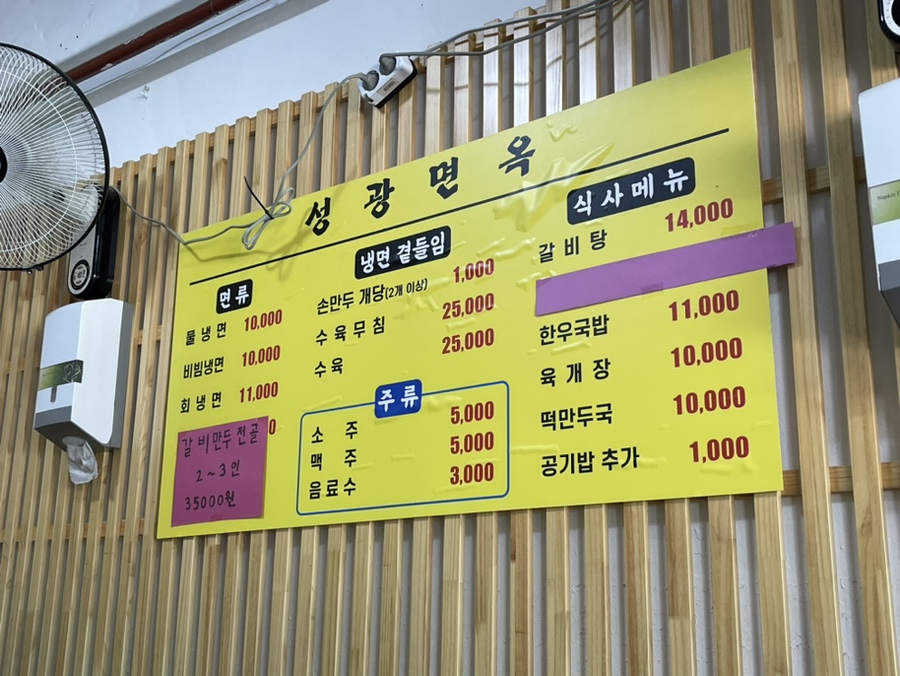 성광면옥
면류
물냉면 10,000
비빔냉면 10,000
회냉면 11,000
0
갈비만두전골
2~3인
35000원
냉면 곁들임
손만두 개당(2개 이상) 1,000
수육무침 25,000
수육 25,000
주류
소주 5,000
맥주 5,000
음료수 3,000
식사메뉴
갈비탕 14,000
한우국밥 11,000
육개장 10,000
떡만두국 10,000
공기밥 추가 1,000